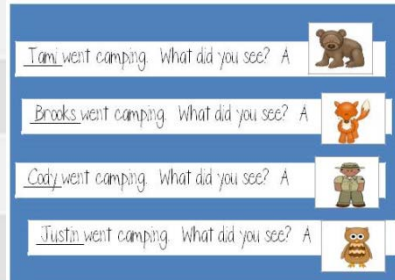 Tami went camping. What did you see? A
Brooks went camping. What did you see? A
Cody went camping. What did you see? A
Justin went camping. What did you see? A